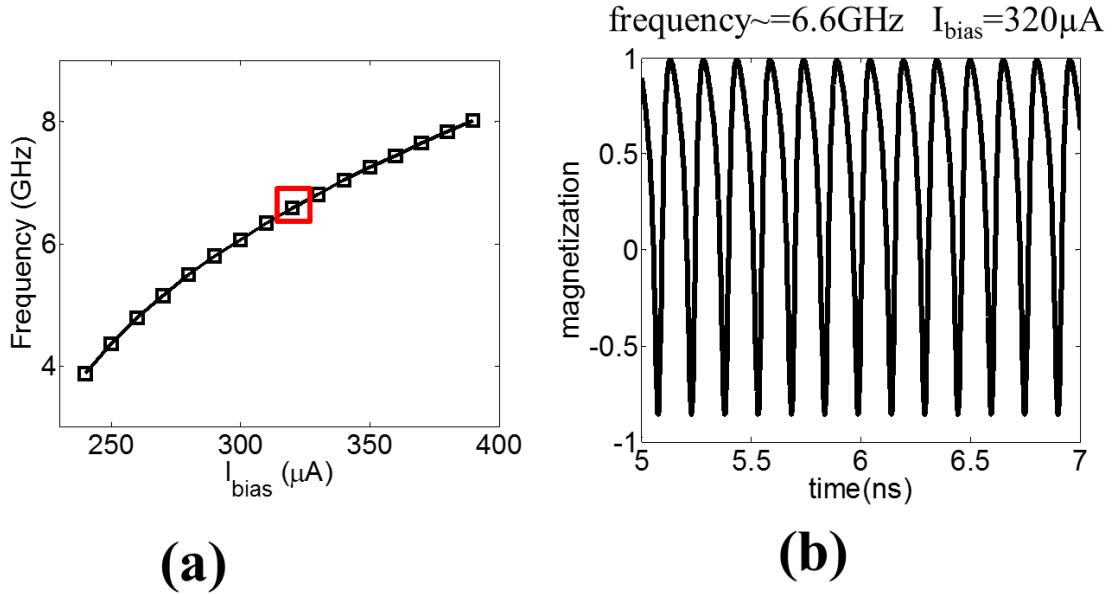 frequency~=6.6GHz I_bias=320μA
8
6
4
Frequency (GHz)
250 300 350 400
I_bias (μA)
(a)
1
0.5
0
-0.5
-1
magnetization
5 5.5 6 6.5 7
time(ns)
(b)